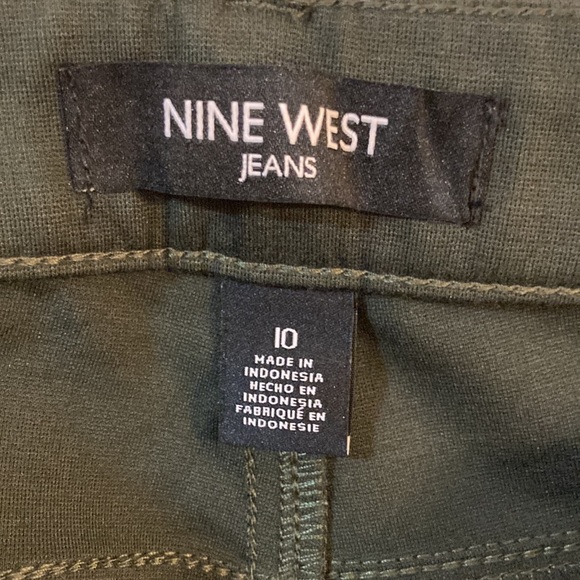 NINE WEST
JEANS
10
MADE IN
INDONESIA
HECHO EN
INDONESIA
FABRIQUÉ EN
INDONESIE